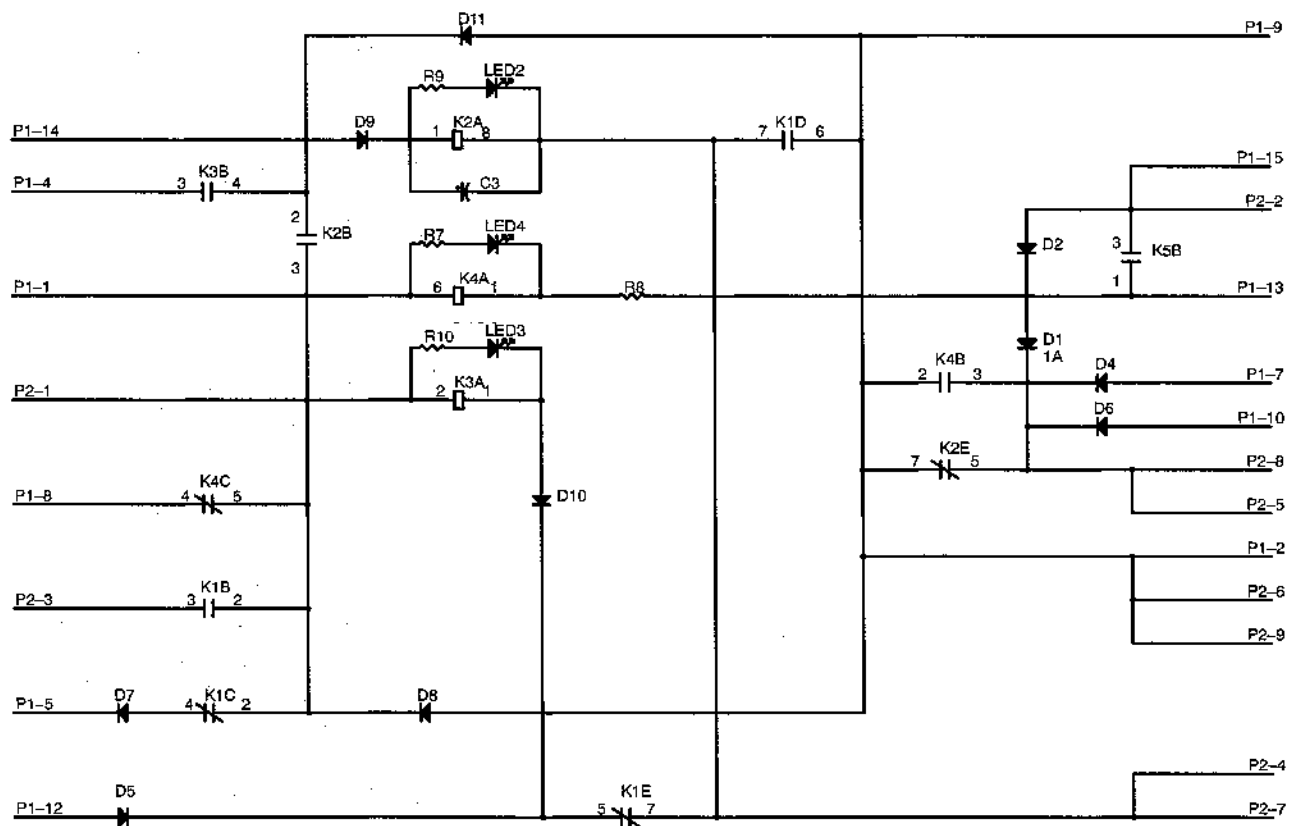 D11
P1-9
R9 LED2
P1-14 D9 1 K2A 8 7 K1D 6
P1-15
P1-4 3 K3B 4 C3
P2-2
2
K2B
3
R7 LED4
D2 3 K5B
P1-1 6 K4A 1 R8 1 P1-13
R10 LED3
D1
1A
P2-1 2 K3A 1
2 K4B 3 D4 P1-7
D6 P1-10
7 K2E 5 P2-8
P1-8 4 K4C 5 D10 P2-5
P1-2
P2-3 3 K1B 2 P2-6
P2-9
P1-5 D7 4 K1C 2 D8
P2-4
P1-12 D5 5 K1E 7 P2-7